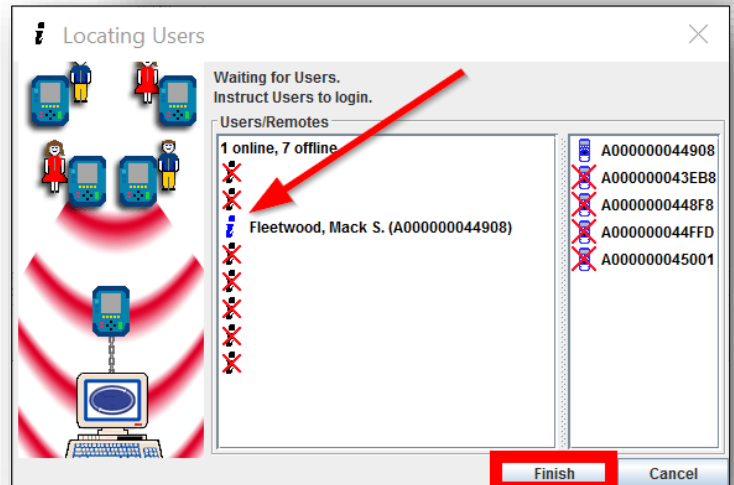 i Locating Users
Waiting for Users.
Instruct Users to login.
Users/Remotes
1 online, 7 offline
i Fleetwood, Mack S. (A000000044908)
A000000044908
A000000043EB8
A0000000448F8
A000000044FFD
A000000045001
Finish
Cancel